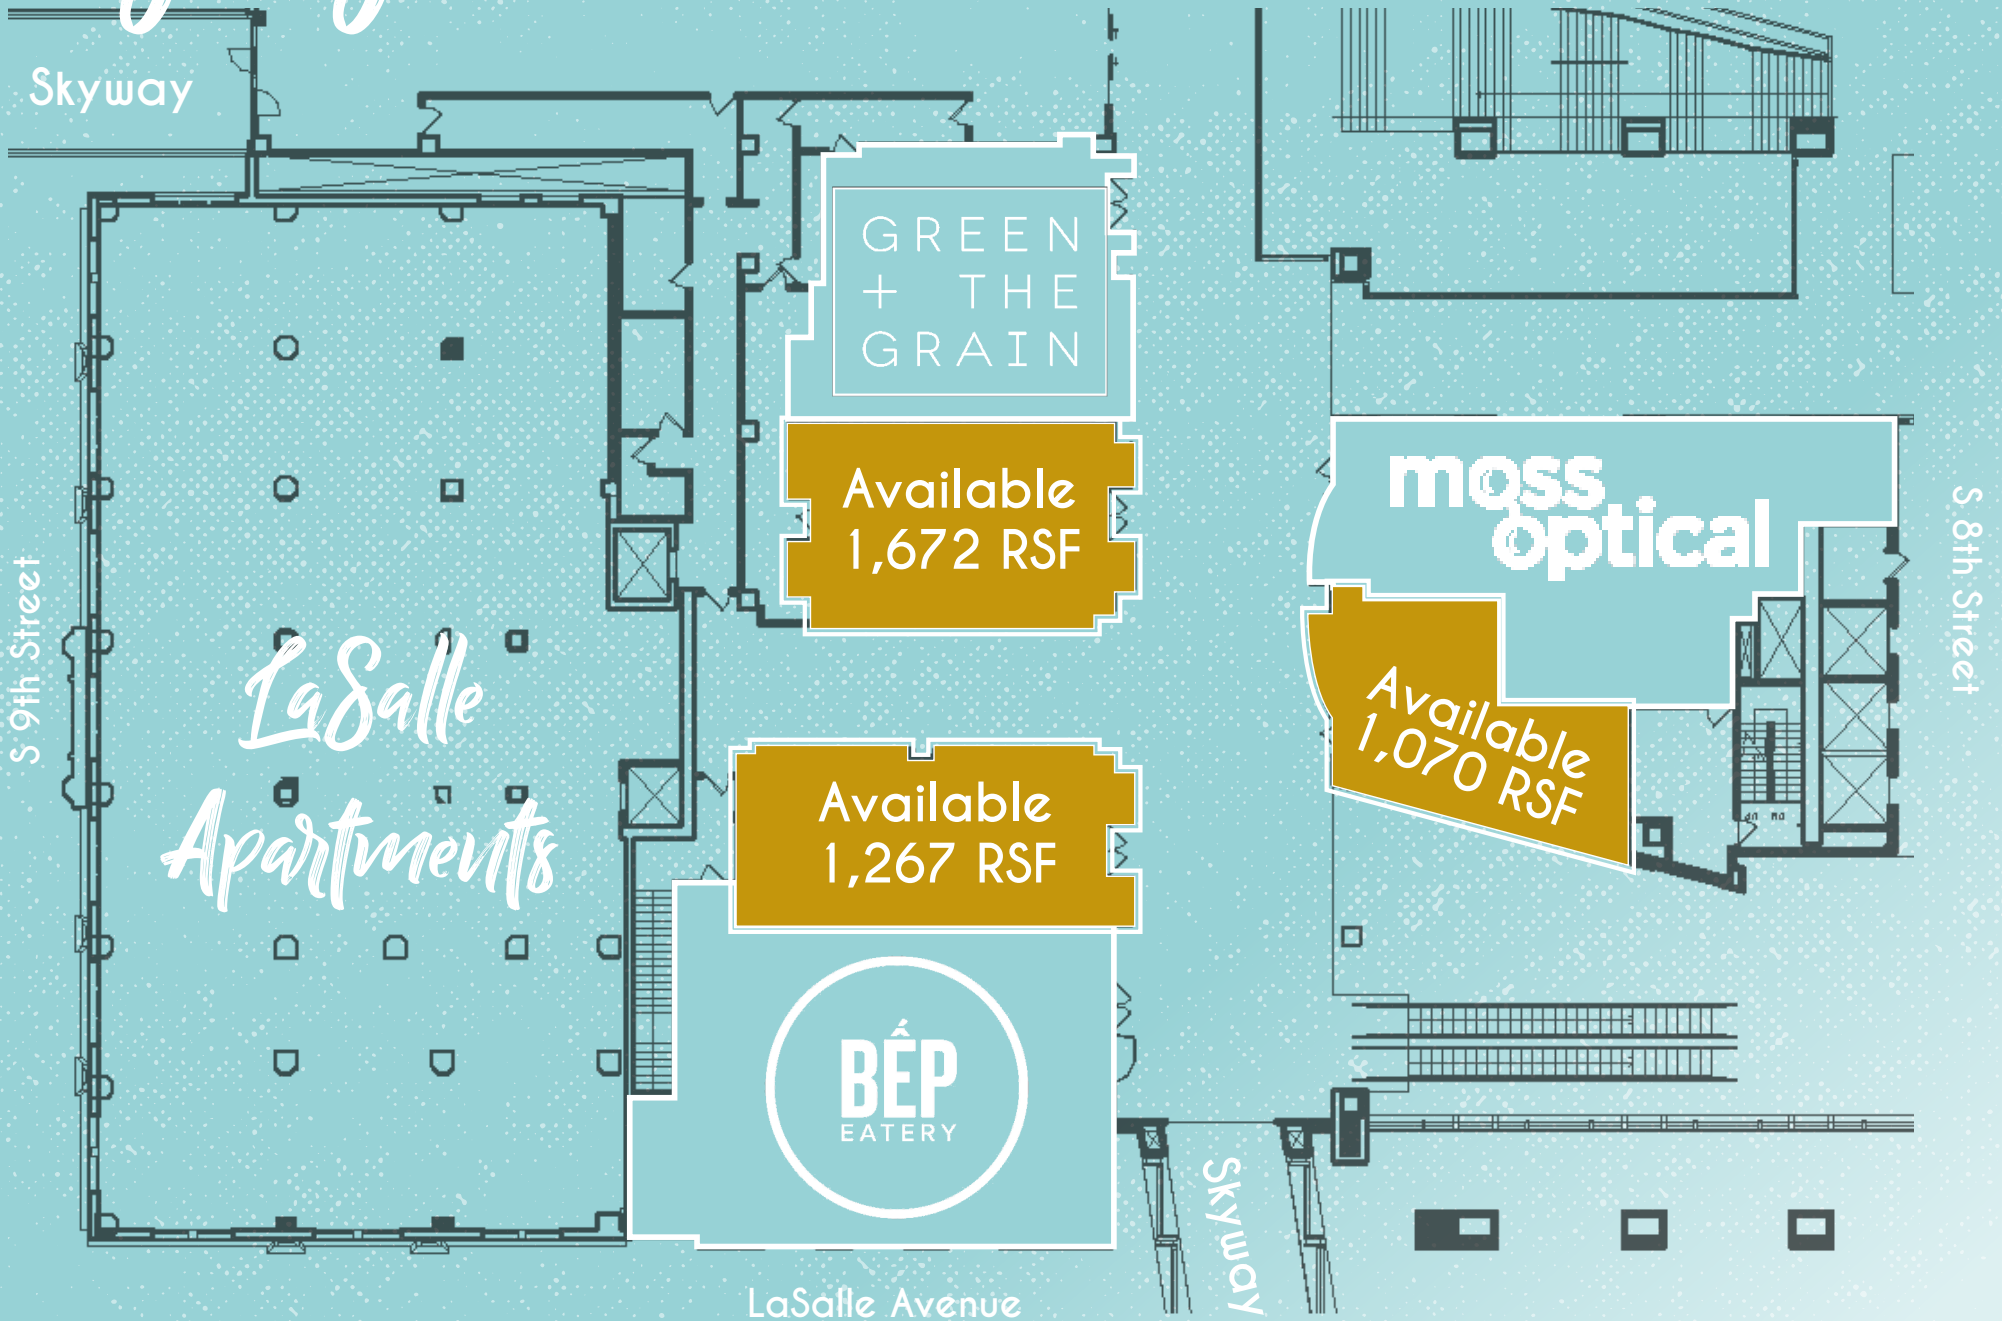 Skyway
GREEN
+ THE
GRAIN
Available
1,672 RSF
moss
optical
S 8th Street
S 9th Street
LaSalle
Apartments
Available
1,070 RSF
Available
1,267 RSF
BẾP
EATERY
Skyway
LaSalle Avenue